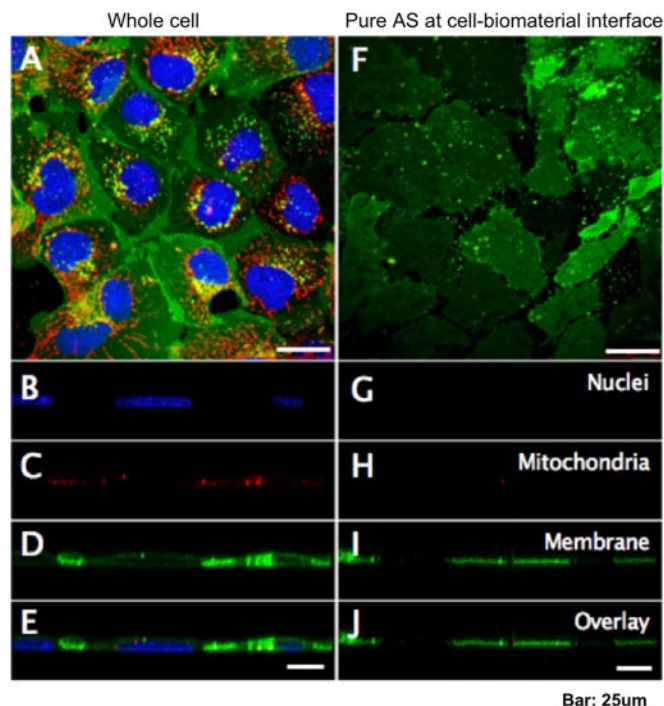 Whole cell
Pure AS at cell-biomaterial interface
A
F
B
G
Nuclei
C
H
Mitochondria
D
I
Membrane
E
J
Overlay
Bar: 25um